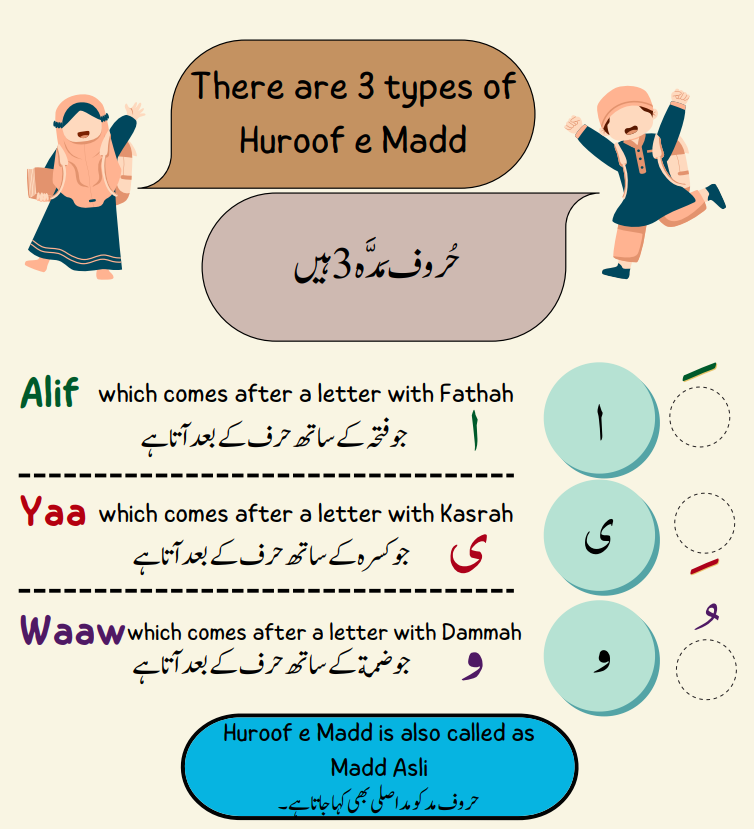 There are 3 types of
Huroof e Madd
حُروف مَدَّہ 3 ہیں
Alif which comes after a letter with Fathah
ا جو فتحہ کے ساتھ حرف کے بعد آتا ہے
ا
َ
Yaa which comes after a letter with Kasrah
ی جو کسرہ کے ساتھ حرف کے بعد آتا ہے
ی
ِ
Waaw which comes after a letter with Dammah
و جو ضمة کے ساتھ حرف کے بعد آتا ہے
و
ُ
Huroof e Madd is also called as
Madd Asli
حروف مد کو مد اصلی بھی کہا جاتا ہے۔